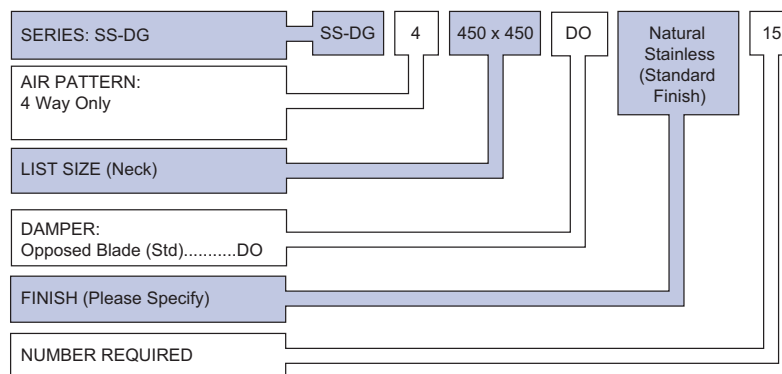 SERIES: SS-DG
SS-DG
4
450 x 450
DO
Natural
Stainless
(Standard
Finish)
15
AIR PATTERN:
4 Way Only
LIST SIZE (Neck)
DAMPER:
Opposed Blade (Std)...........DO
FINISH (Please Specify)
NUMBER REQUIRED